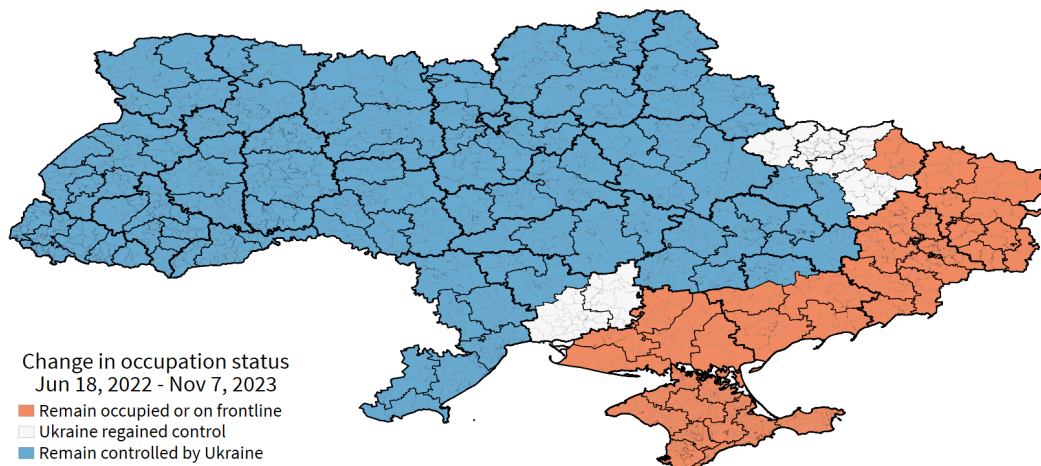 Change in occupation status
Jun 18, 2022 - Nov 7, 2023
Remain occupied or on frontline
Ukraine regained control
Remain controlled by Ukraine